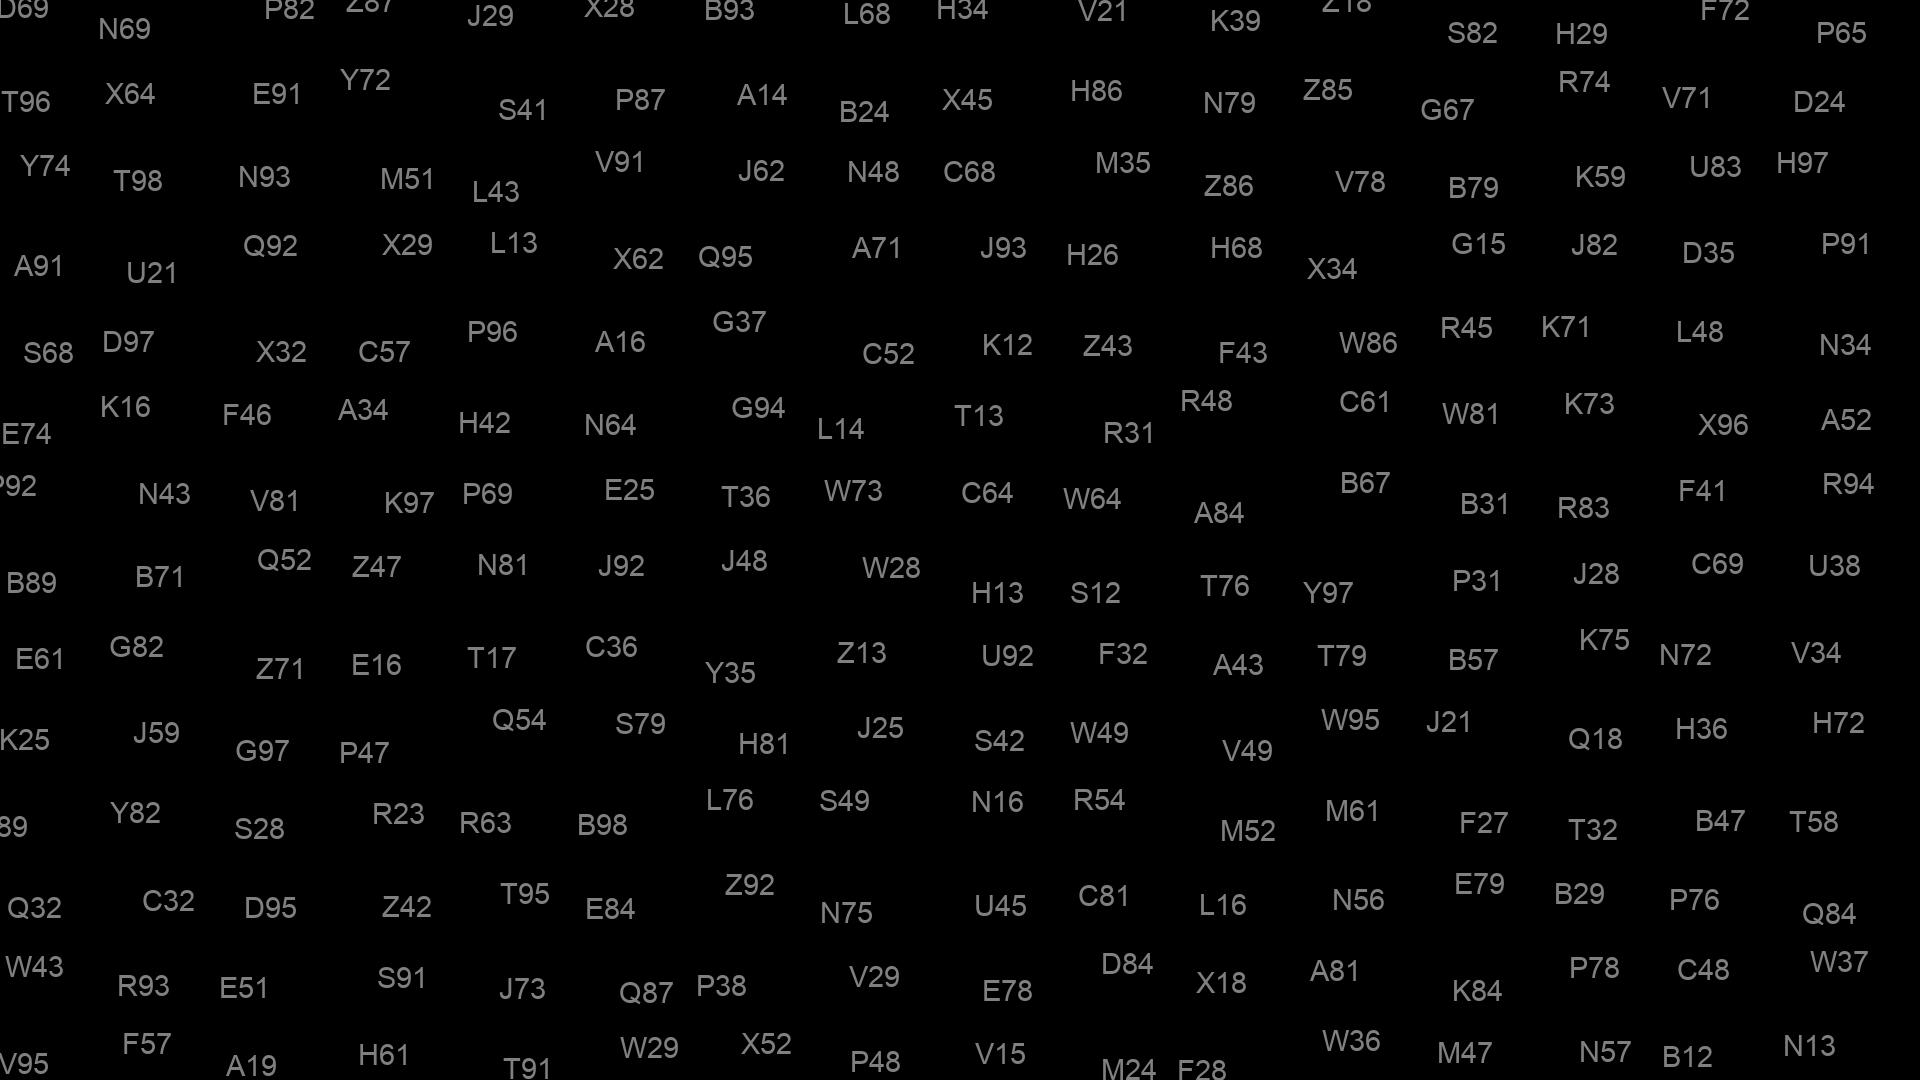 D69 N69 P82 Z87 J29 X28 B93 L68 H34 V21 K39 Z18 S82 H29 F72 P65
T96 X64 E91 Y72 S41 P87 A14 B24 X45 H86 N79 Z85 G67 R74 V71 D24
Y74 T98 N93 M51 L43 V91 J62 N48 C68 M35 Z86 V78 B79 K59 U83 H97
A91 U21 Q92 X29 L13 X62 Q95 A71 J93 H26 H68 X34 G15 J82 D35 P91
S68 D97 X32 C57 P96 A16 G37 C52 K12 Z43 F43 W86 R45 K71 L48 N34
E74 K16 F46 A34 H42 N64 G94 L14 T13 R31 R48 C61 W81 K73 X96 A52
P92 N43 V81 K97 P69 E25 T36 W73 C64 W64 A84 B67 B31 R83 F41 R94
B89 B71 Q52 Z47 N81 J92 J48 W28 H13 S12 T76 Y97 P31 J28 C69 U38
E61 G82 Z71 E16 T17 C36 Y35 Z13 U92 F32 A43 T79 B57 K75 N72 V34
K25 J59 G97 P47 Q54 S79 H81 J25 S42 W49 V49 W95 J21 Q18 H36 H72
89 Y82 S28 R23 R63 B98 L76 S49 N16 R54 M52 M61 F27 T32 B47 T58
Q32 C32 D95 Z42 T95 E84 Z92 N75 U45 C81 L16 N56 E79 B29 P76 Q84
W43 R93 E51 S91 J73 Q87 P38 V29 E78 D84 X18 A81 K84 P78 C48 W37
V95 F57 A19 H61 T91 W29 X52 P48 V15 M24 F28 W36 M47 N57 B12 N13